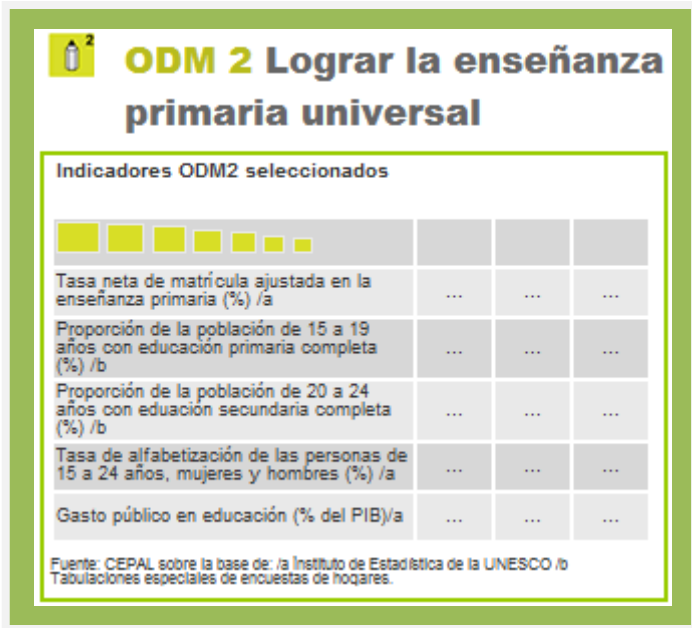 2
ODM 2 Lograr la enseñanza
primaria universal
Indicadores ODM2 seleccionados
Tasa neta de matrícula ajustada en la
enseñanza primaria (%) /a ... ... ...
Proporción de la población de 15 a 19
años con educación primaria completa
(%) /b ... ... ...
Proporción de la población de 20 a 24
años con eduación secundaria completa
(%) /b ... ... ...
Tasa de alfabetización de las personas de
15 a 24 años, mujeres y hombres (%) /a ... ... ...
Gasto público en educación (% del PIB)/a ... ... ...
Fuente: CEPAL sobre la base de: /a Instituto de Estadística de la UNESCO /b
Tabulaciones especiales de encuestas de hogares.